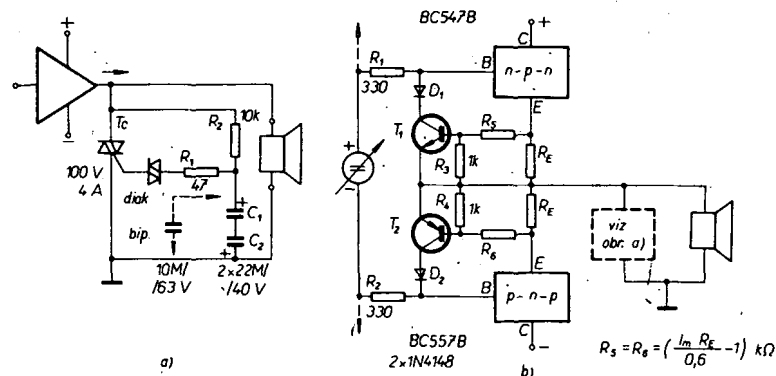 +
−
Tc
100 V
4 A
diak
bip.
10M/
/63 V
R1
47
R2
10k
C1
C2
+
+
2×22M/
/40 V
a)
BC547B
R1
330
D1
B
C
+
n-p-n
E
T1
R5
R3
1k
RE
+
−
R4
1k
RE
T2
R6
E
D2
R2
330
B
p-n-p
C
−
BC557B
2×1N4148
b)
viz
obr. a)
R5 = R6 = ( Im RE / 0,6 −1) kΩ